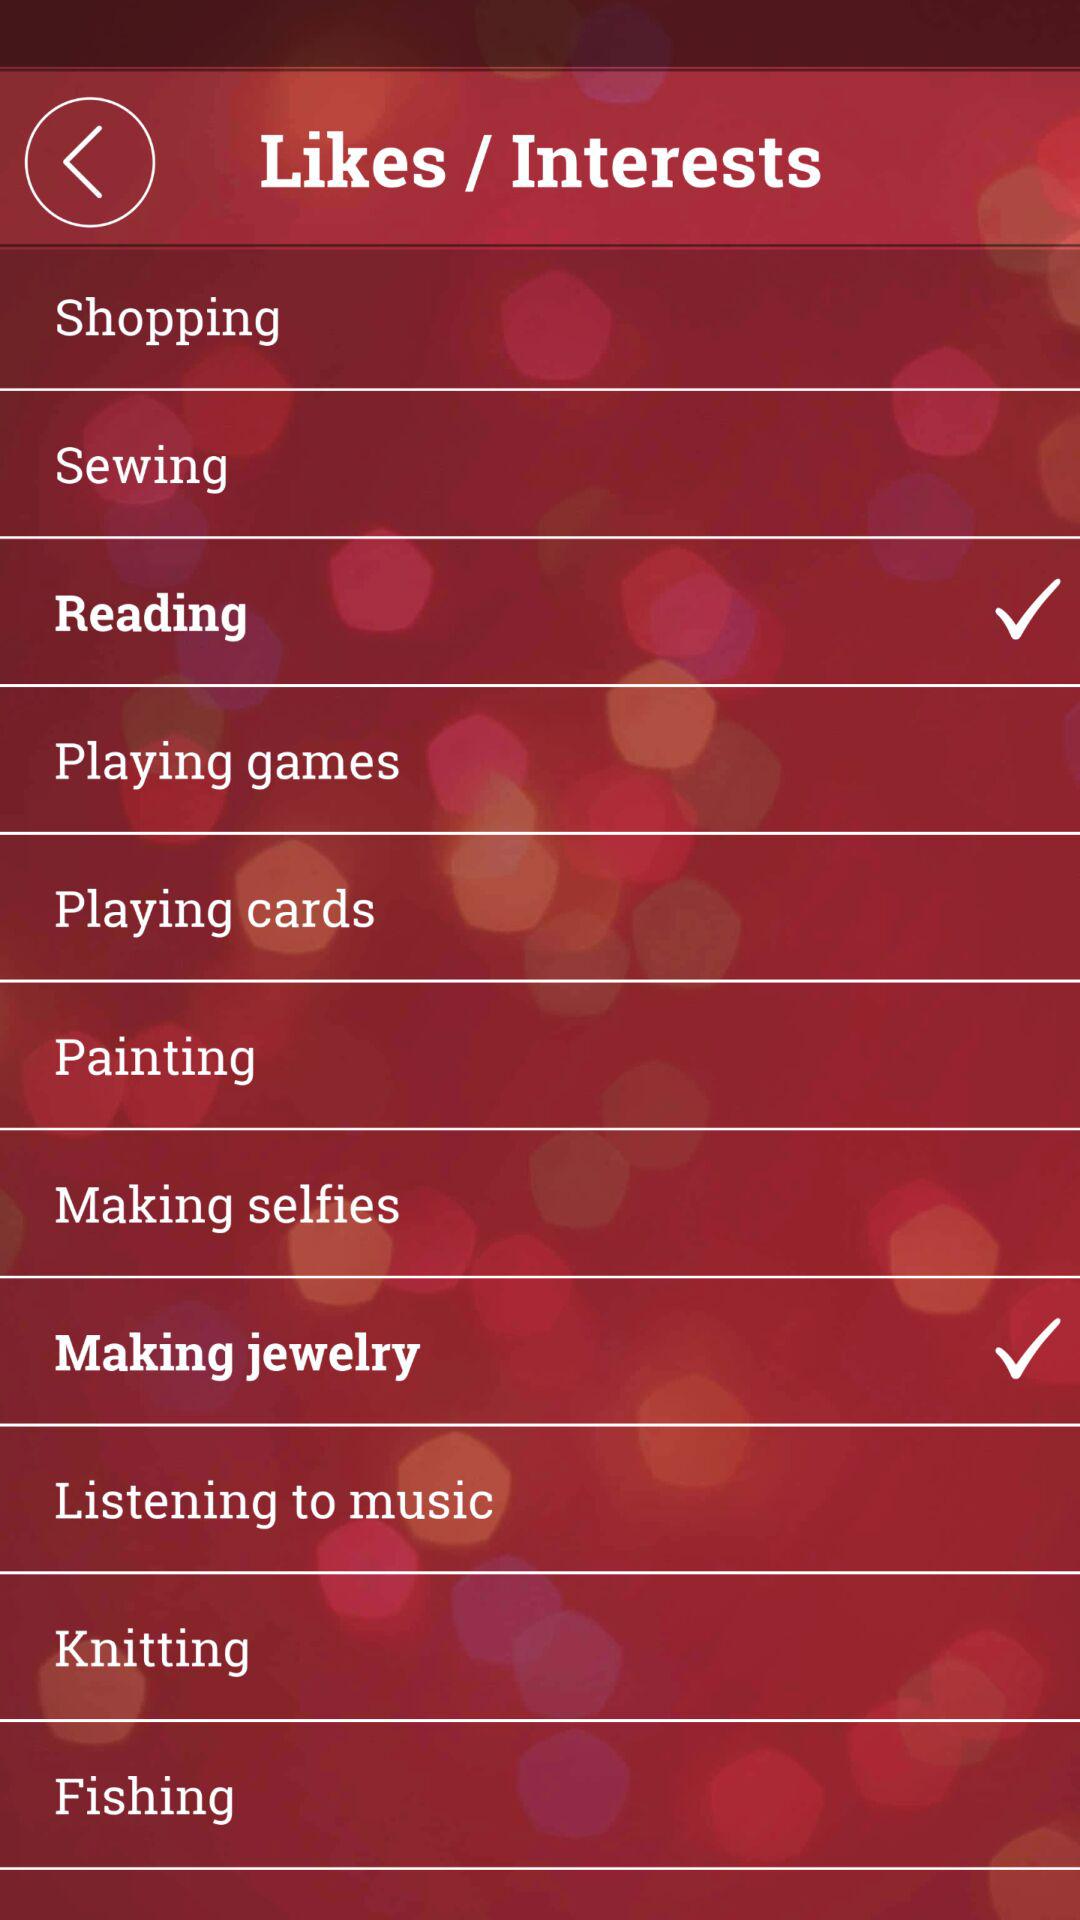 Likes / Interests
Shopping
Sewing
Reading
Playing games
Playing cards
Painting
Making selfies
Making jewelry
Listening to music
Knitting
Fishing